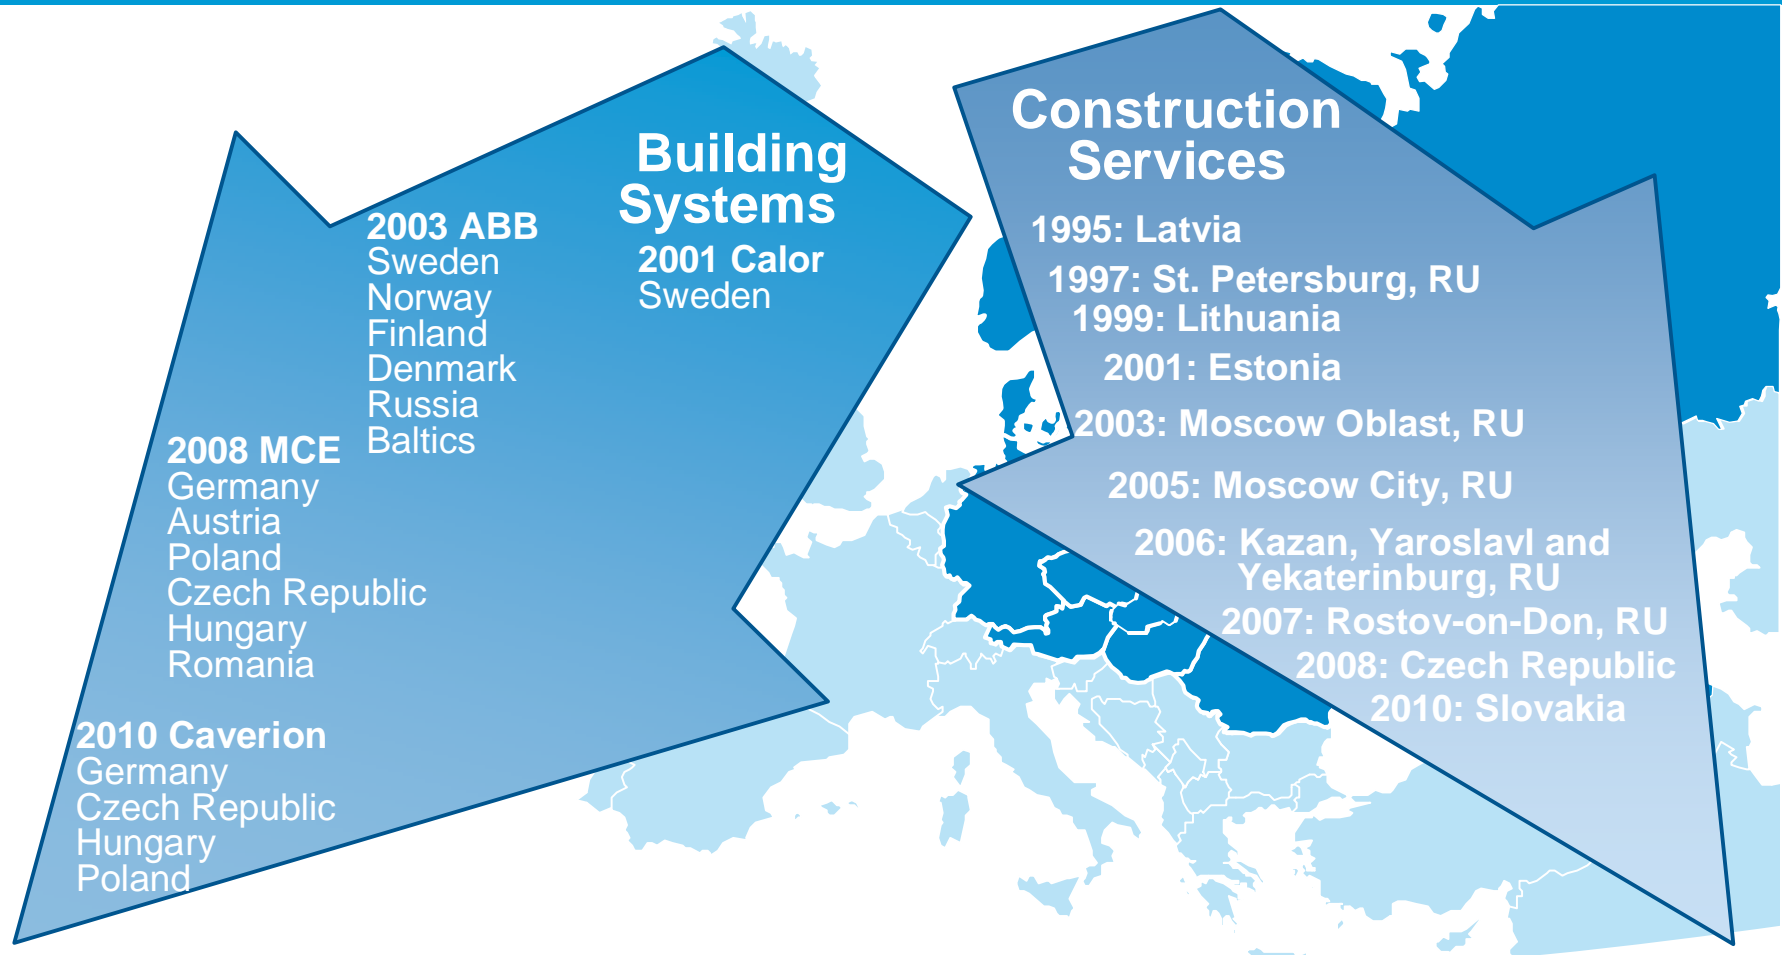 Building
Systems
2001 Calor
Sweden
2003 ABB
Sweden
Norway
Finland
Denmark
Russia
Baltics
2008 MCE
Germany
Austria
Poland
Czech Republic
Hungary
Romania
2010 Caverion
Germany
Czech Republic
Hungary
Poland
Construction
Services
1995: Latvia
1997: St. Petersburg, RU
1999: Lithuania
2001: Estonia
2003: Moscow Oblast, RU
2005: Moscow City, RU
2006: Kazan, Yaroslavl and
Yekaterinburg, RU
2007: Rostov-on-Don, RU
2008: Czech Republic
2010: Slovakia